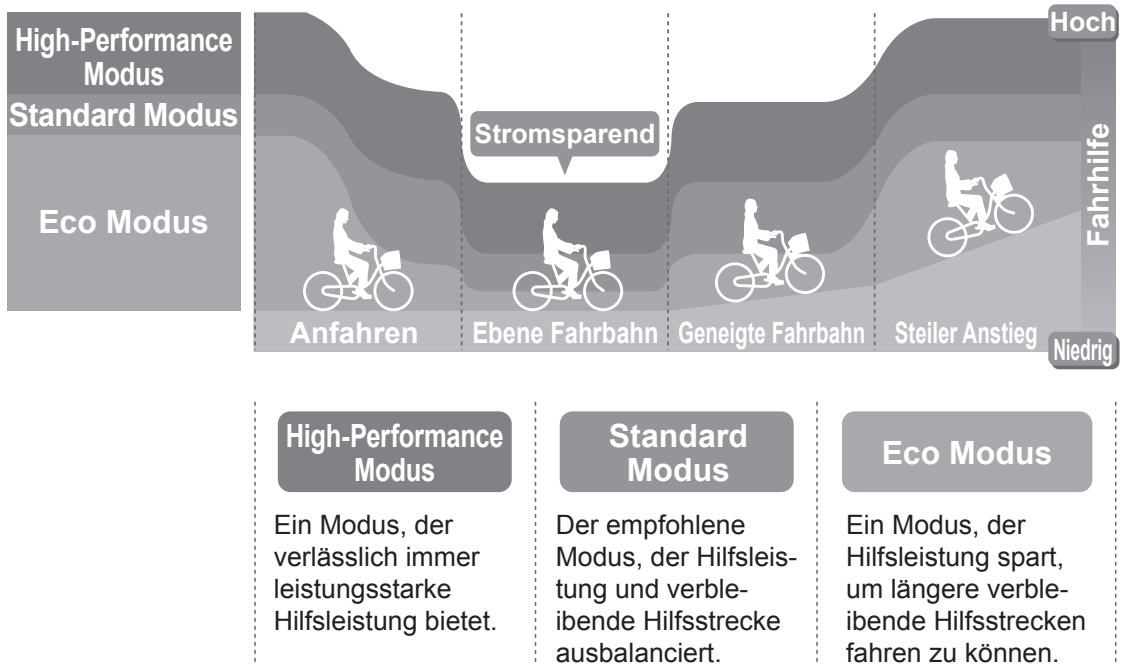 High-Performance
Modus
Standard Modus
Eco Modus
Stromsparend
Hoch
Fahrhilfe
Niedrig
Anfahren
Ebene Fahrbahn
Geneigte Fahrbahn
Steiler Anstieg
High-Performance
Modus
Ein Modus, der
verlässlich immer
leistungsstarke
Hilfsleistung bietet.
Standard
Modus
Der empfohlene
Modus, der Hilfsleis-
tung und verble-
ibende Hilfsstrecke
ausbalanciert.
Eco Modus
Ein Modus, der
Hilfsleistung spart,
um längere verble-
ibende Hilfsstrecken
fahren zu können.